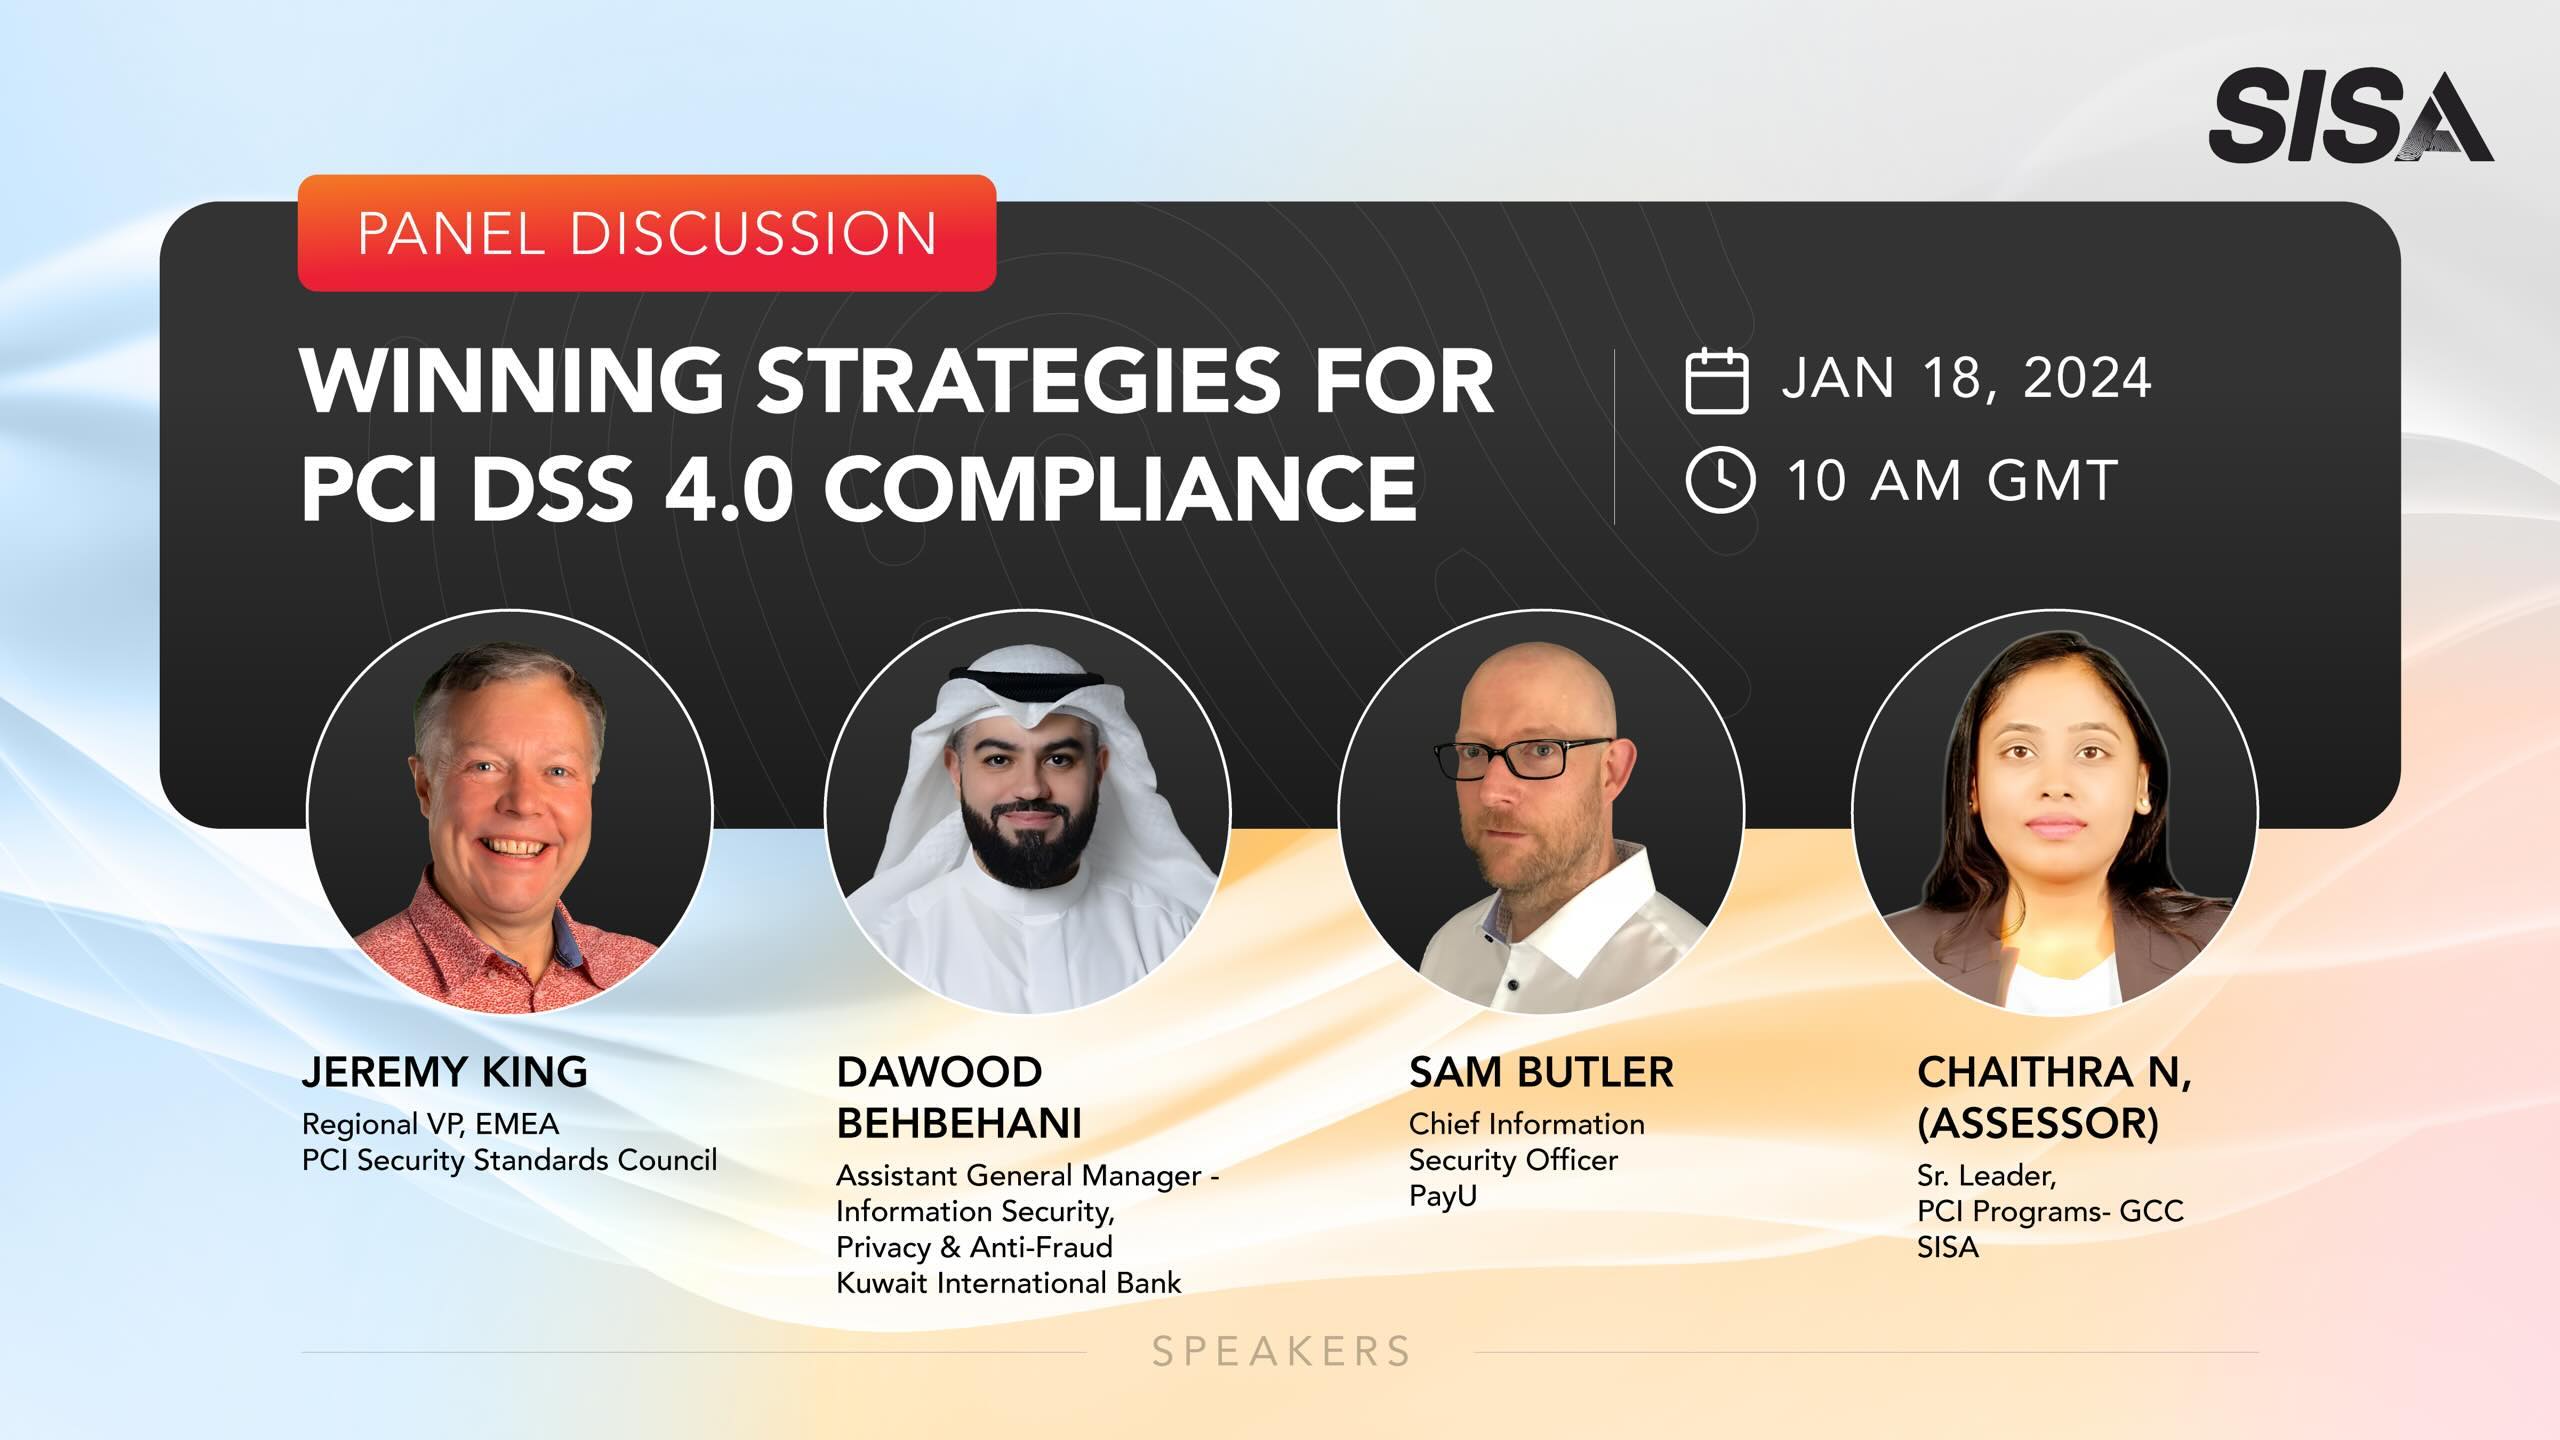 SISA
PANEL DISCUSSION
WINNING STRATEGIES FOR
PCI DSS 4.0 COMPLIANCE
JAN 18, 2024
10 AM GMT
JEREMY KING
Regional VP, EMEA
PCI Security Standards Council
DAWOOD
BEHBEHANI
Assistant General Manager -
Information Security,
Privacy & Anti-Fraud
Kuwait International Bank
SAM BUTLER
Chief Information
Security Officer
PayU
CHAITHRA N,
(ASSESSOR)
Sr. Leader,
PCI Programs- GCC
SISA
SPEAKERS